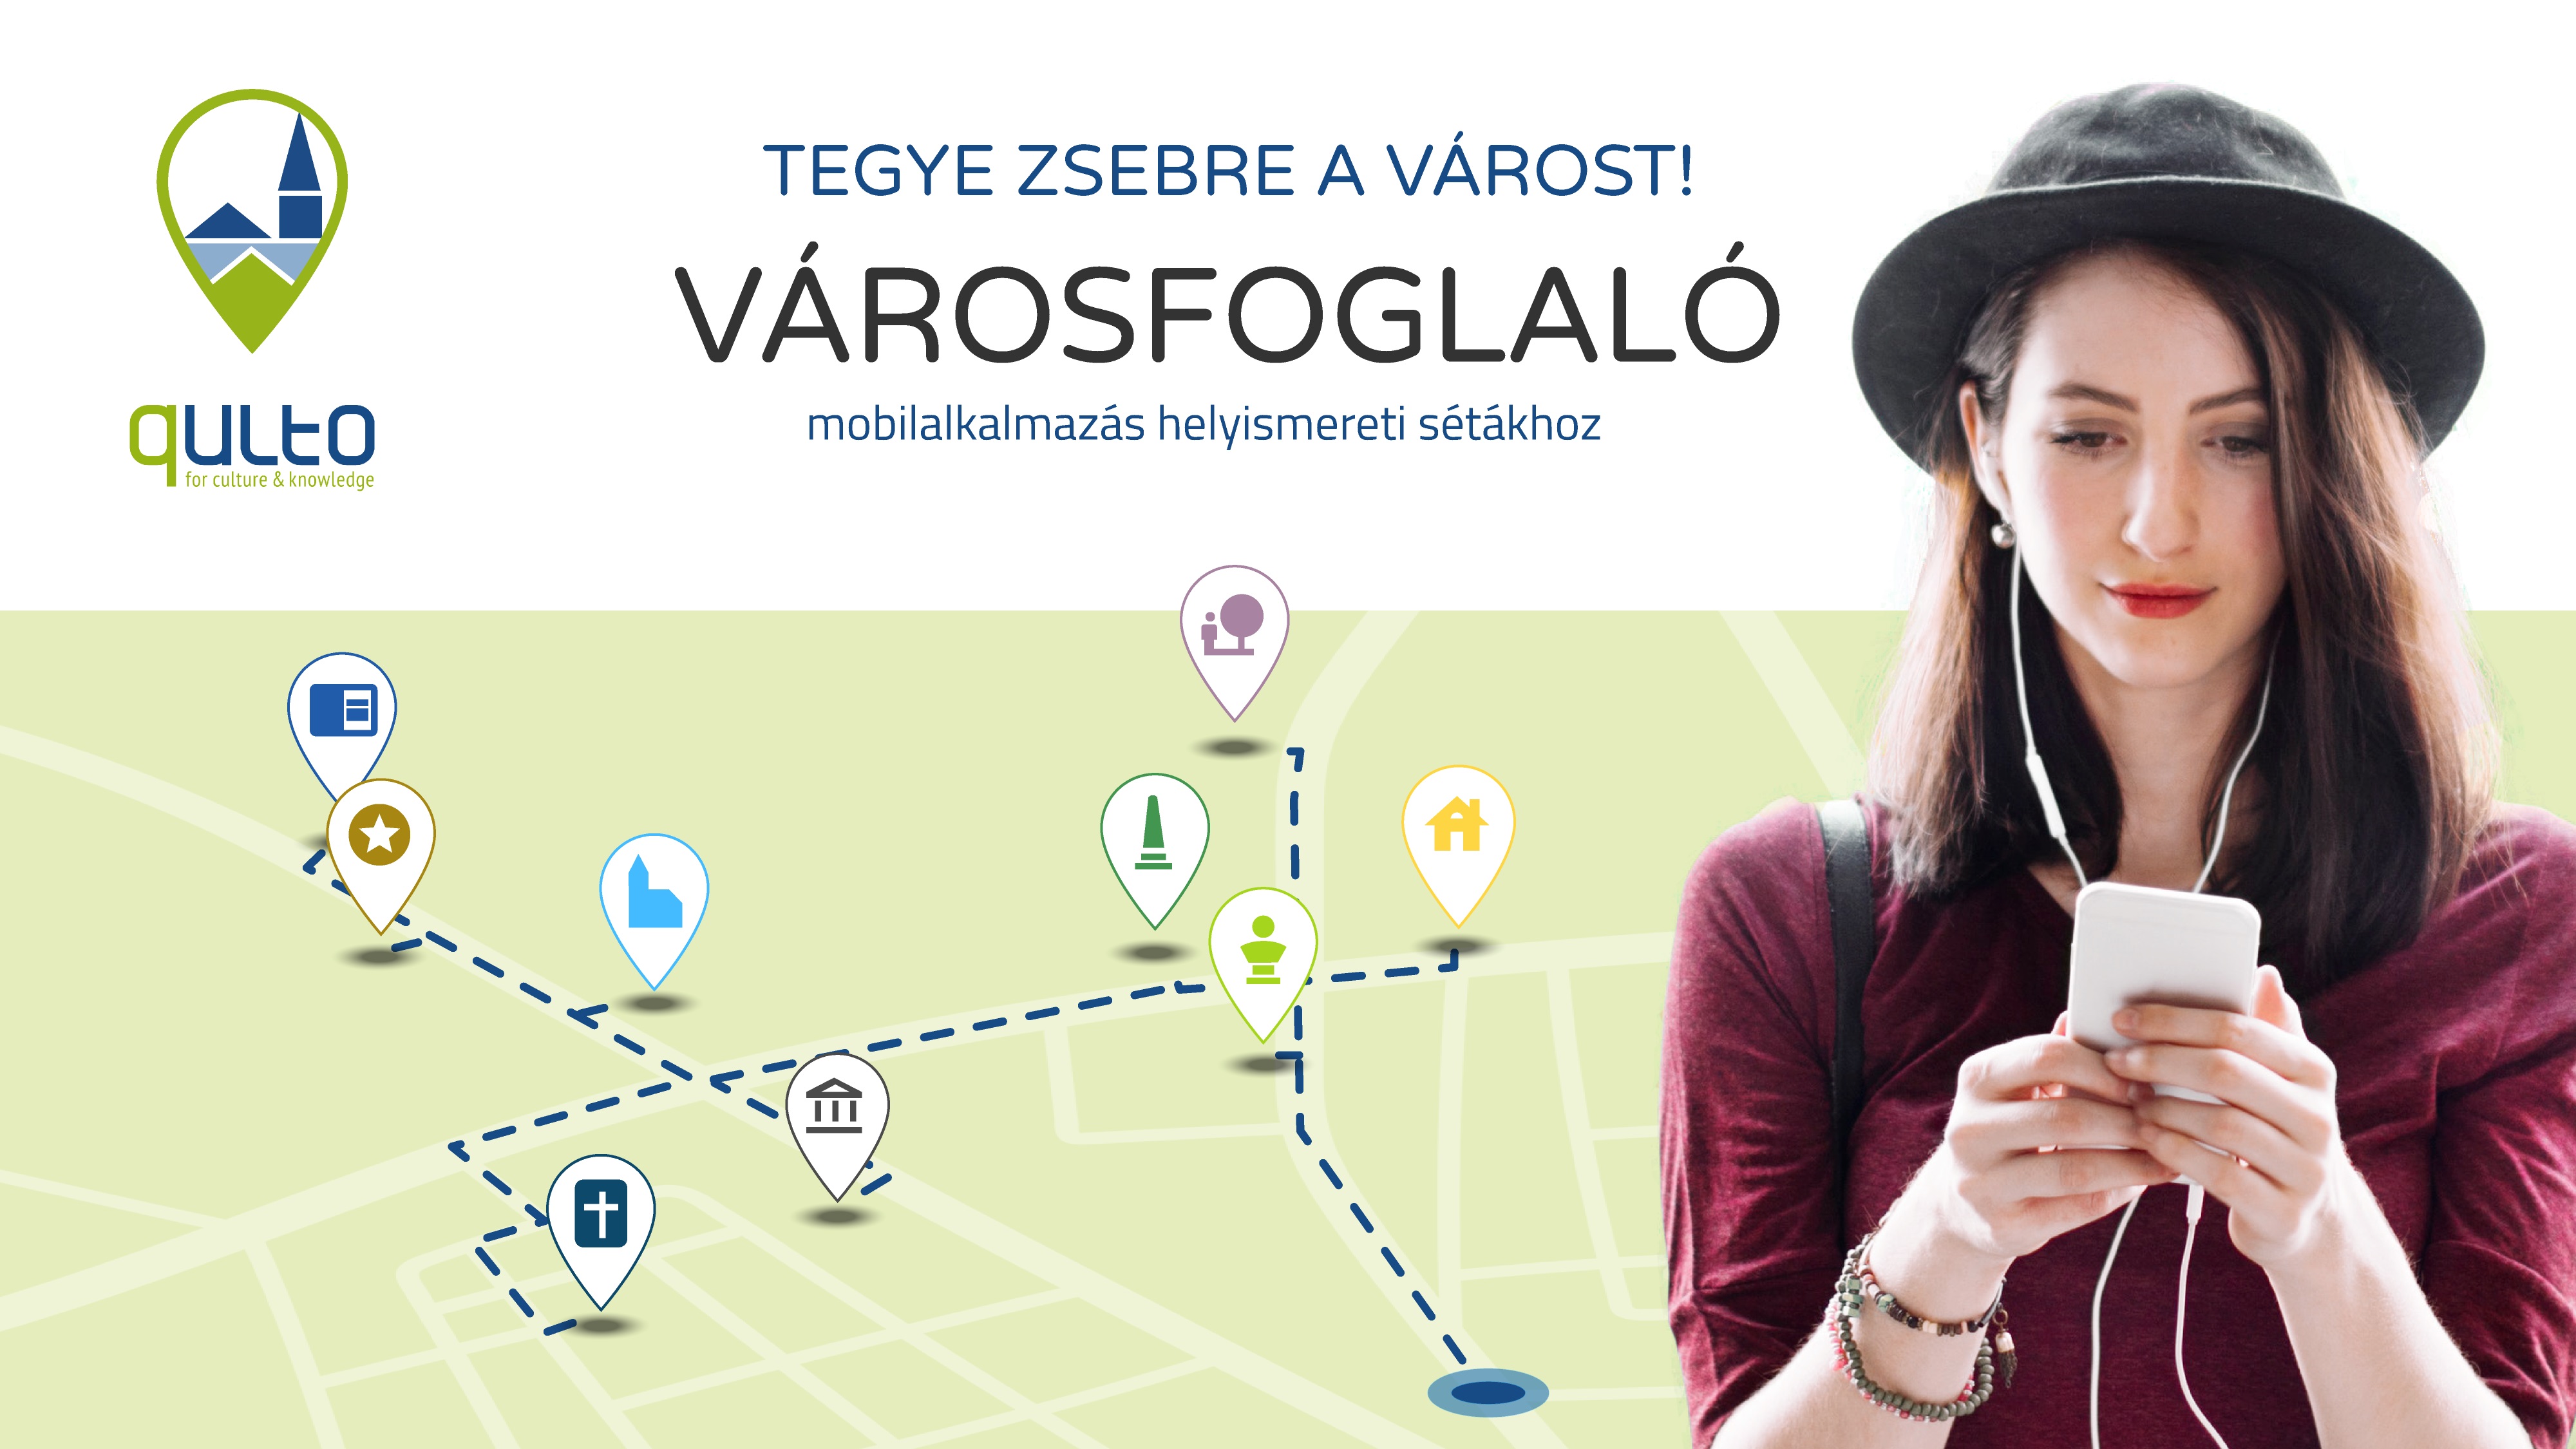 TEGYE ZSEBRE A VÁROST!
VÁROSFOGLALÓ
mobilalkalmazás helyismereti sétákhoz
qulto
for culture & knowledge